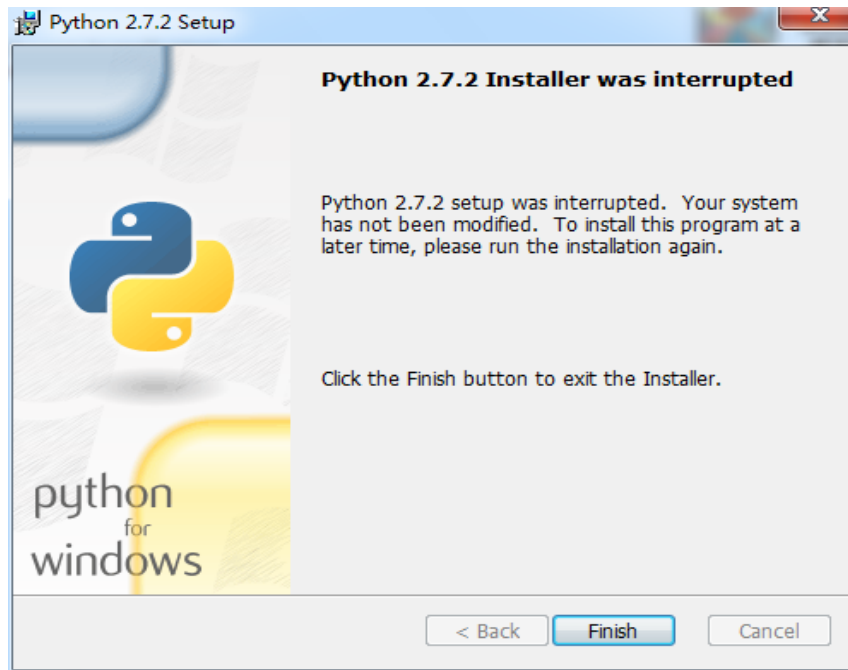 Python 2.7.2 Setup
Python 2.7.2 Installer was interrupted
Python 2.7.2 setup was interrupted. Your system
has not been modified. To install this program at a
later time, please run the installation again.
Click the Finish button to exit the Installer.
python
for
windows
< Back
Finish
Cancel